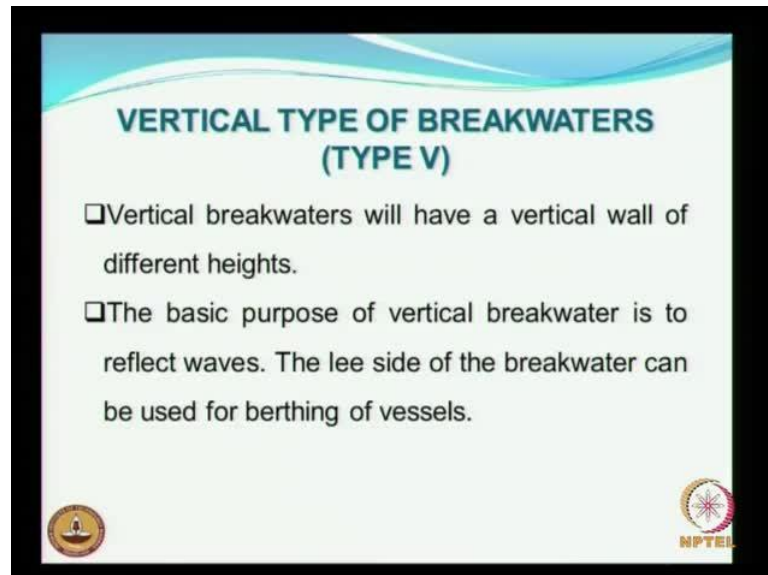 VERTICAL TYPE OF BREAKWATERS
(TYPE V)
❑Vertical breakwaters will have a vertical wall of
different heights.
❑The basic purpose of vertical breakwater is to
reflect waves. The lee side of the breakwater can
be used for berthing of vessels.
NPTEL